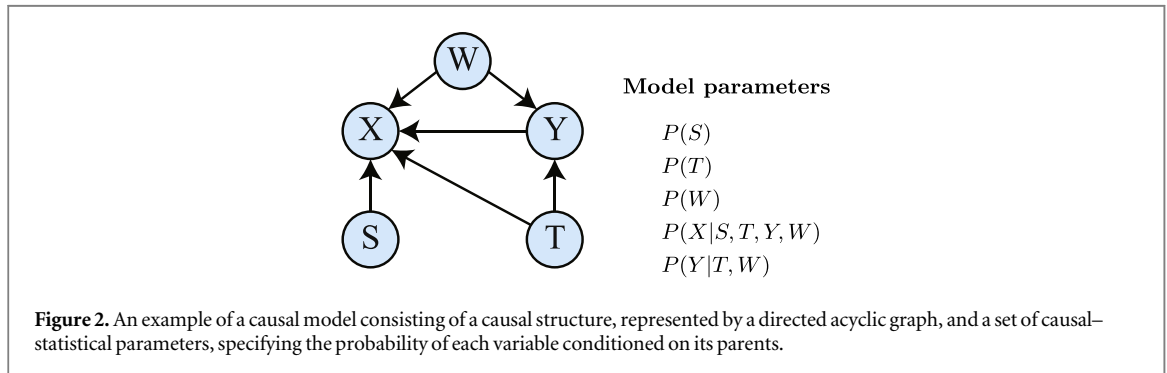 W
X
Y
S
T
Model parameters
P(S)
P(T)
P(W)
P(X|S, T, Y, W)
P(Y|T, W)
Figure 2. An example of a causal model consisting of a causal structure, represented by a directed acyclic graph, and a set of causal–
statistical parameters, specifying the probability of each variable conditioned on its parents.